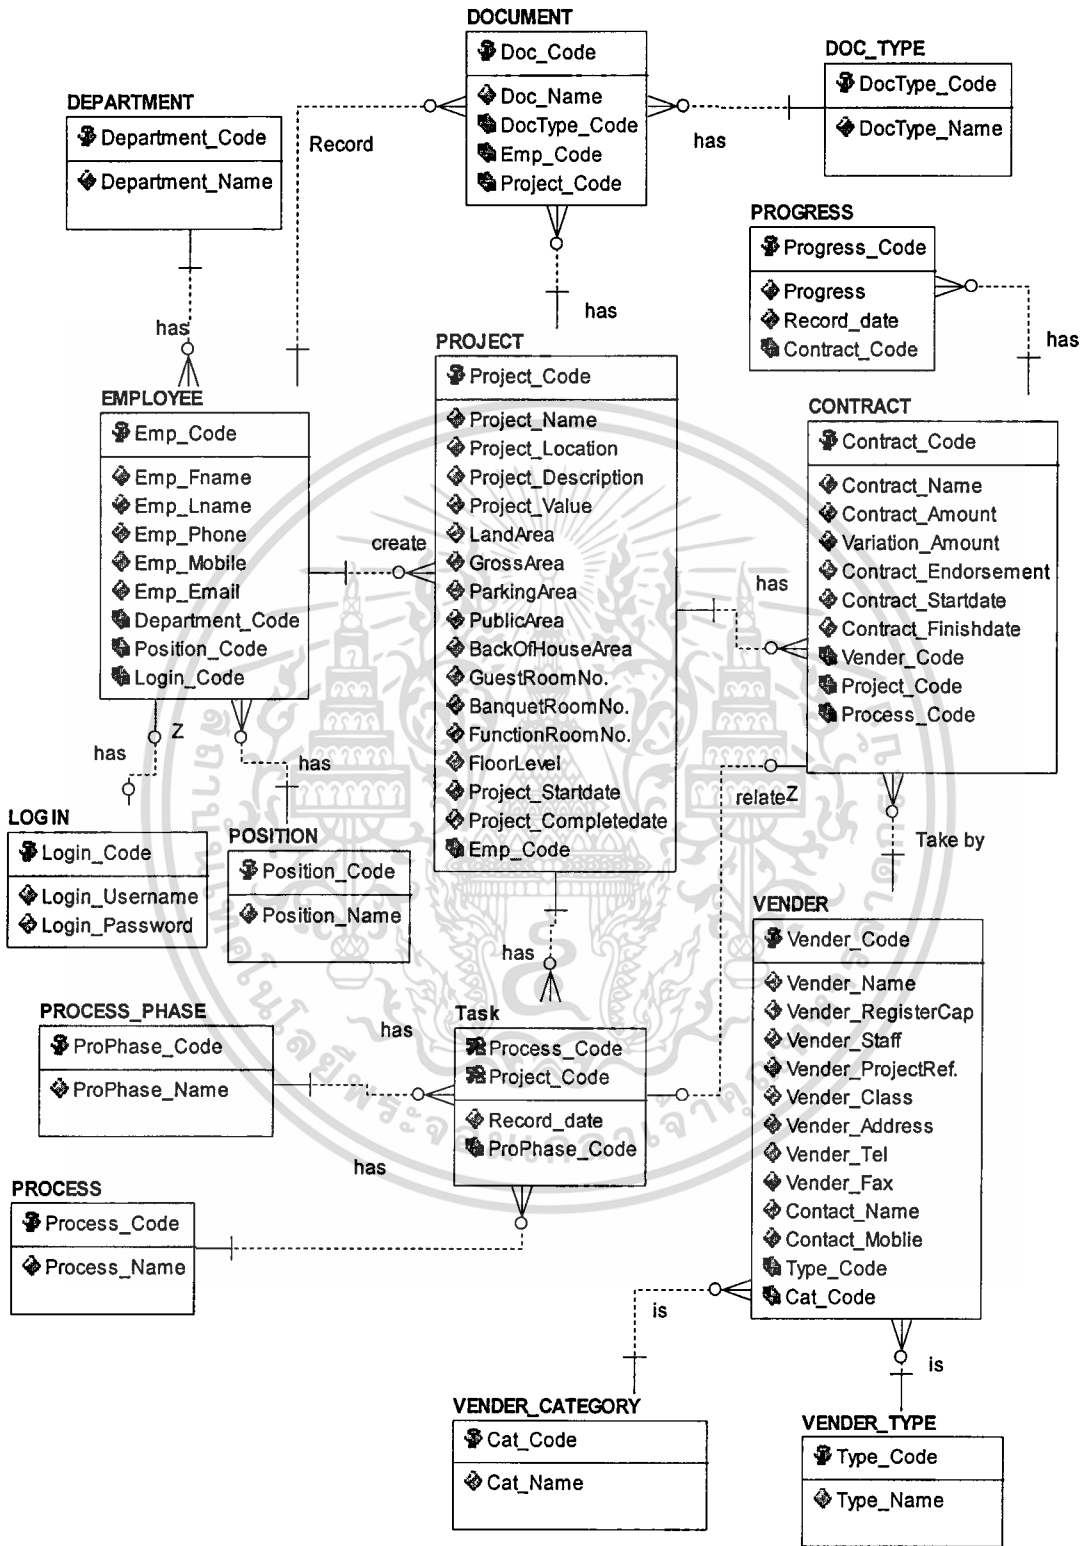 DOCUMENT
Doc_Code
Doc_Name
DocType_Code
Emp_Code
Project_Code
DOC_TYPE
DocType_Code
DocType_Name
has
DEPARTMENT
Department_Code
Department_Name
Record
has
PROGRESS
Progress_Code
Progress
Record_date
Contract_Code
has
has
EMPLOYEE
Emp_Code
Emp_Fname
Emp_Lname
Emp_Phone
Emp_Mobile
Emp_Email
Department_Code
Position_Code
Login_Code
create
PROJECT
Project_Code
Project_Name
Project_Location
Project_Description
Project_Value
LandArea
GrossArea
ParkingArea
PublicArea
BackOfHouseArea
GuestRoomNo.
BanquetRoomNo.
FunctionRoomNo.
FloorLevel
Project_Startdate
Project_Completedate
Emp_Code
has
CONTRACT
Contract_Code
Contract_Name
Contract_Amount
Variation_Amount
Contract_Endorsement
Contract_Startdate
Contract_Finishdate
Vender_Code
Project_Code
Process_Code
has
Z
has
relateZ
Take by
LOGIN
Login_Code
Login_Username
Login_Password
POSITION
Position_Code
Position_Name
has
VENDER
Vender_Code
Vender_Name
Vender_RegisterCap
Vender_Staff
Vender_ProjectRef.
Vender_Class
Vender_Address
Vender_Tel
Vender_Fax
Contact_Name
Contact_Moblie
Type_Code
Cat_Code
PROCESS_PHASE
ProPhase_Code
ProPhase_Name
has
Task
Process_Code
Project_Code
Record_date
ProPhase_Code
has
PROCESS
Process_Code
Process_Name
is
is
VENDER_CATEGORY
Cat_Code
Cat_Name
VENDER_TYPE
Type_Code
Type_Name